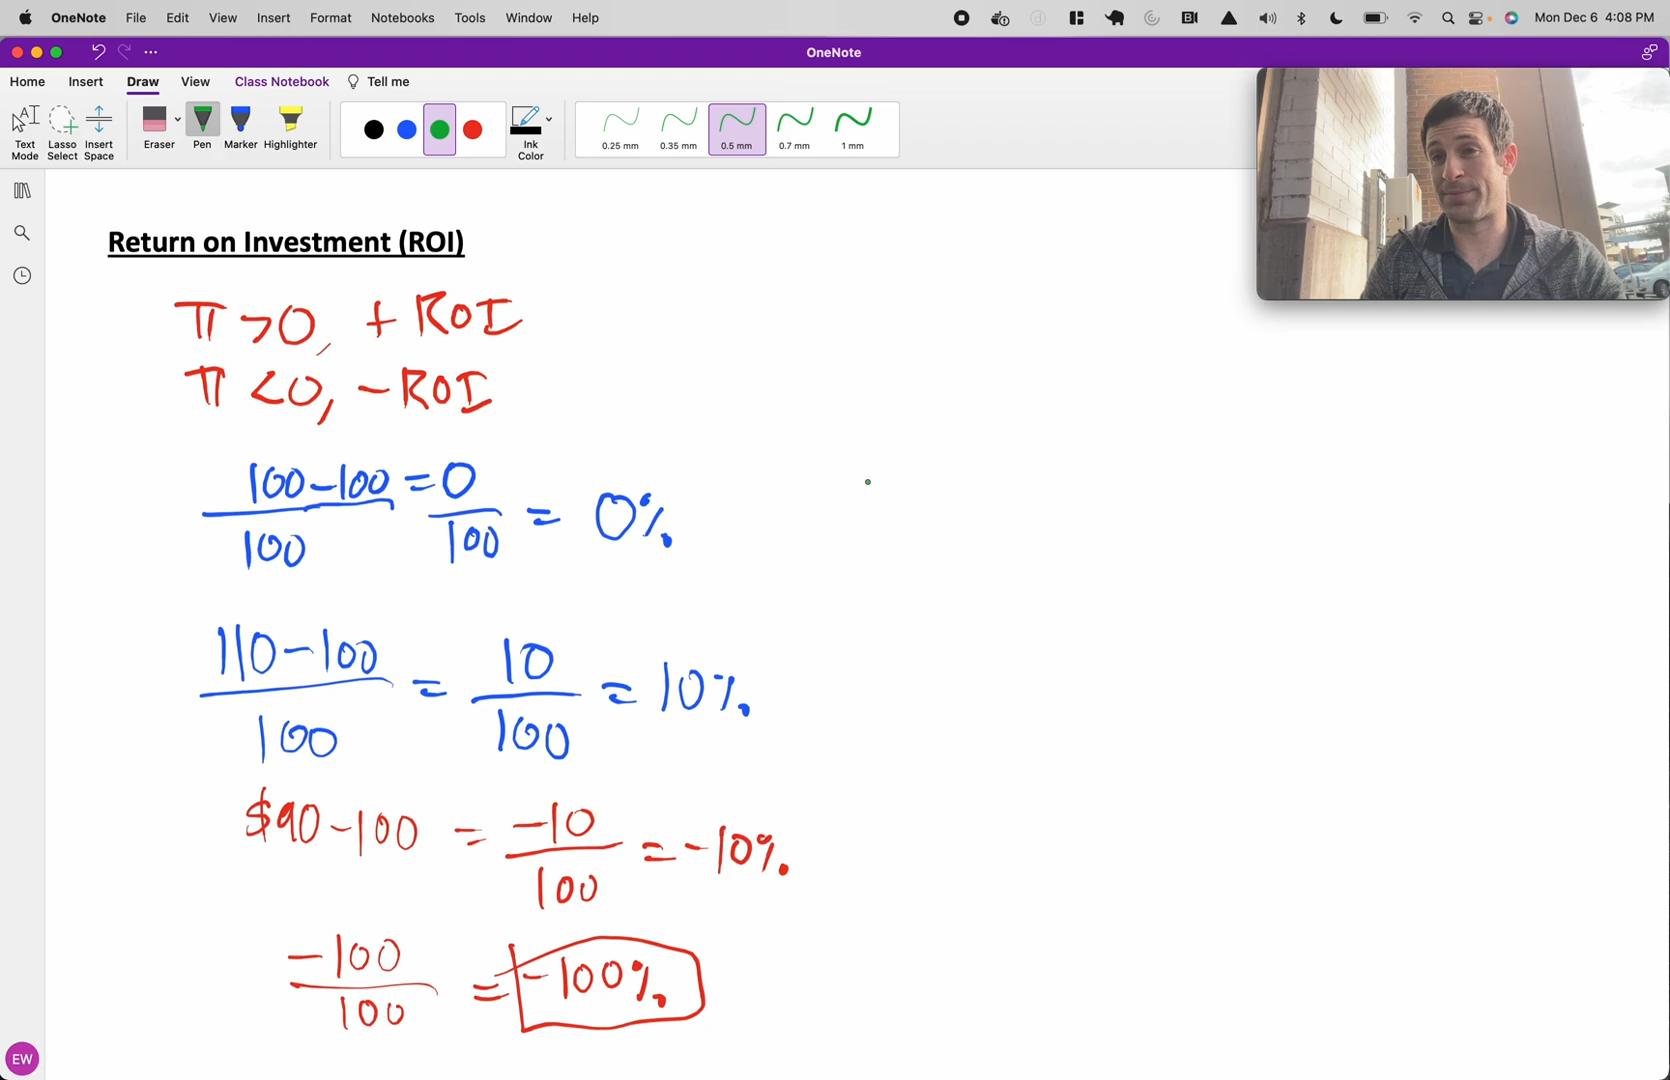 OneNote File Edit View Insert Format Notebooks Tools Window Help Mon Dec 6 4:08 PM
OneNote
Home Insert Draw View Class Notebook Tell me
Text Mode Lasso Select Insert Space Eraser Pen Marker Highlighter Ink Color 0.25 mm 0.35 mm 0.5 mm 0.7 mm 1 mm
Return on Investment (ROI)
π >0, + ROI
π <0, - ROI
100-100 = 0
100 100 = 0%
110-100 = 10 = 10%
100 100
$90-100 = -10 = -10%
100
-100 = -100%
100
EW